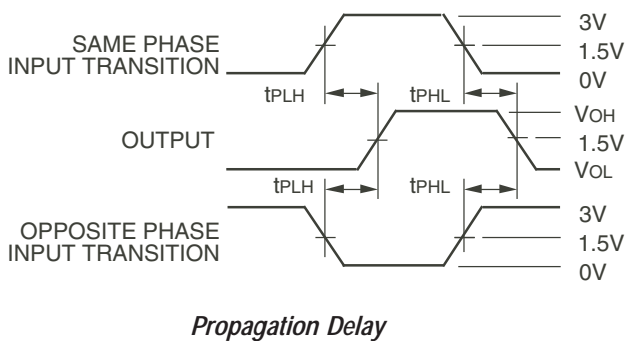 3V
SAME PHASE
INPUT TRANSITION
1.5V
0V
tPLH
tPHL
VOH
OUTPUT
1.5V
VOL
tPLH
tPHL
3V
OPPOSITE PHASE
INPUT TRANSITION
1.5V
0V
Propagation Delay